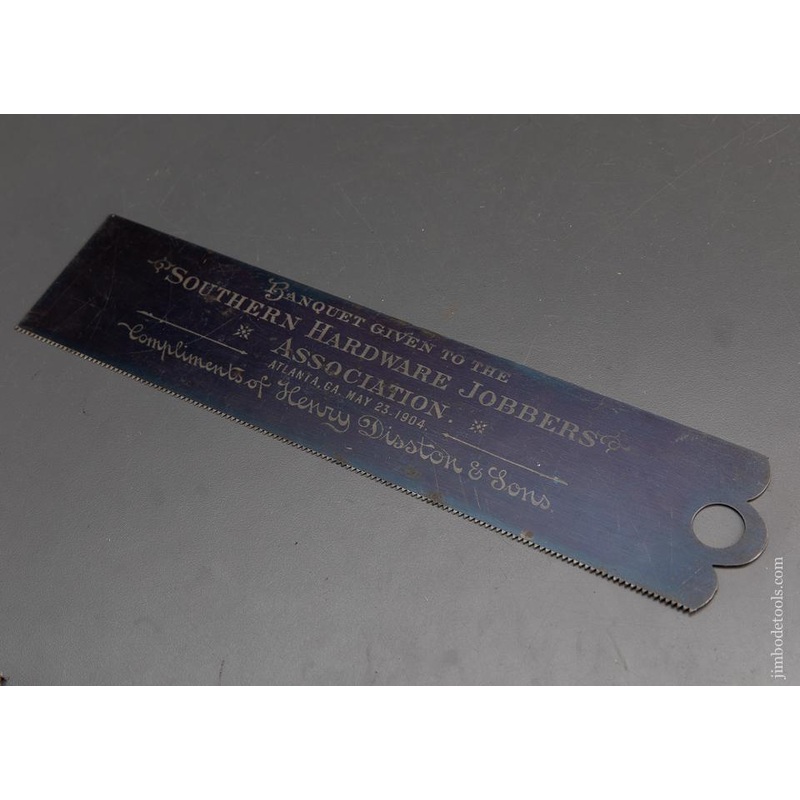 Banquet given to the
Southern Hardware Jobbers
Association.
Atlanta, Ga. May 23-1904.
Compliments of Henry Disston & Sons.
jimbodetools.com